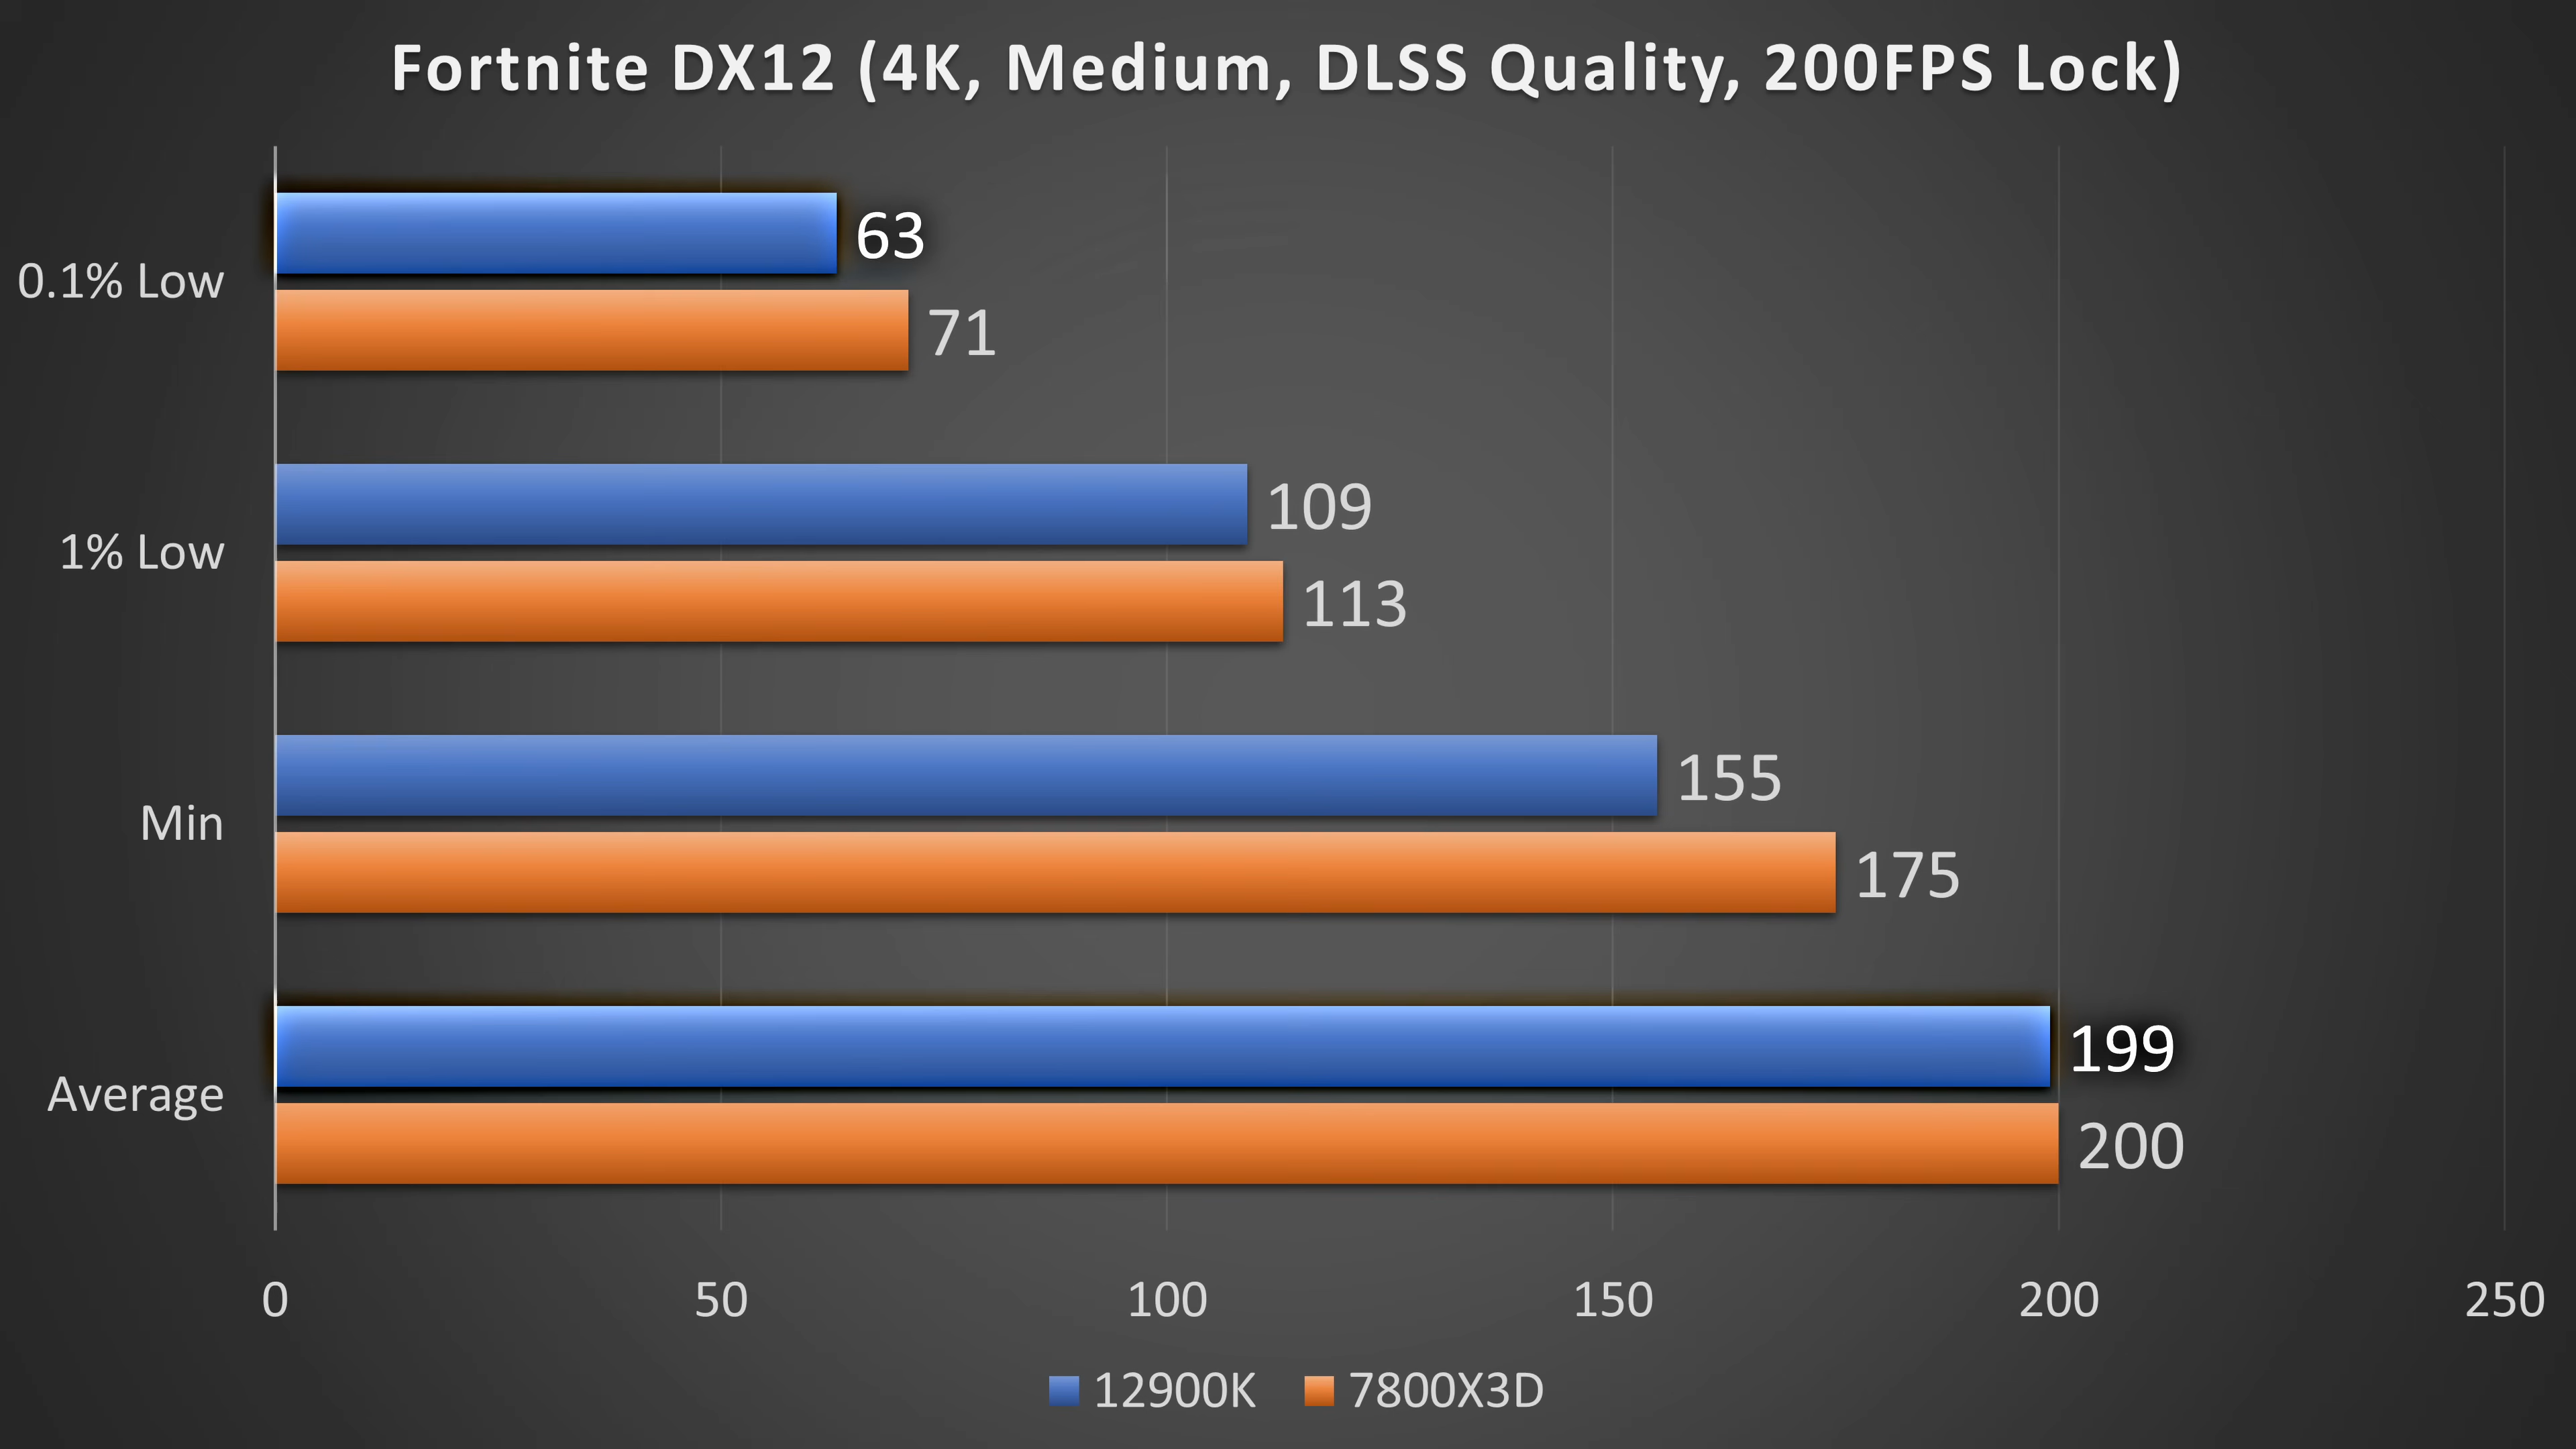 Fortnite DX12 (4K, Medium, DLSS Quality, 200FPS Lock)
0.1% Low
63
71
1% Low
109
113
Min
155
175
Average
199
200
0 50 100 150 200 250
12900K 7800X3D